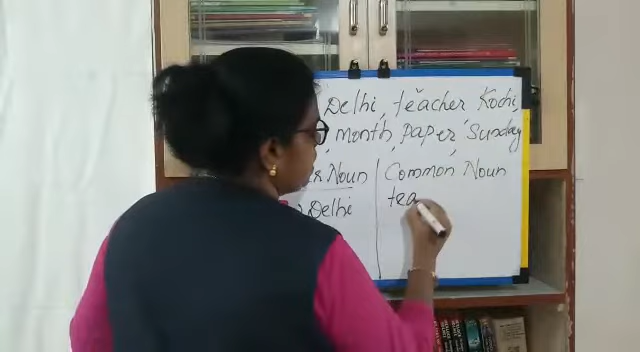 Delhi, teacher, Kochi,
, month, paper, Sunday
Noun | Common Noun
Delhi | tea